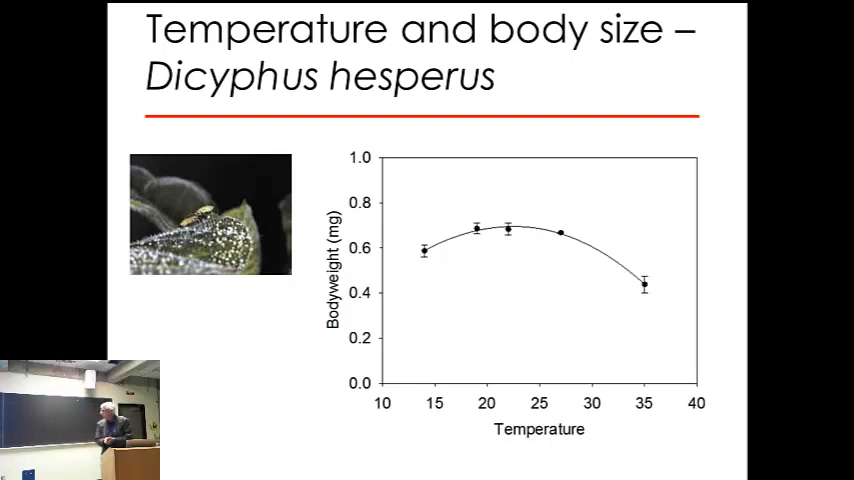 Temperature and body size –
Dicyphus hesperus
1.0
0.8
0.6
0.4
0.2
0.0
Bodyweight (mg)
10 15 20 25 30 35 40
Temperature